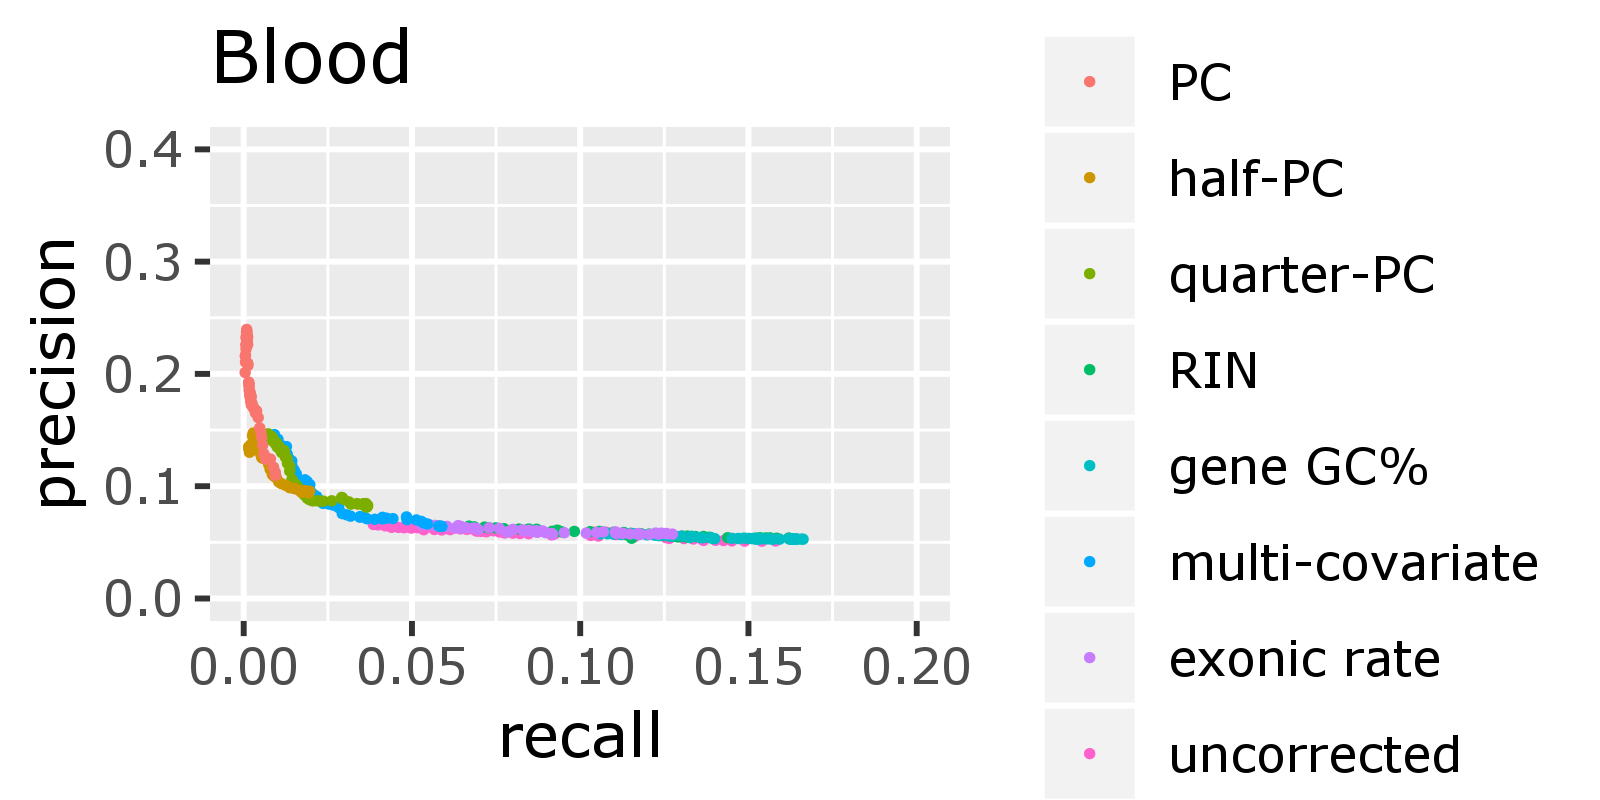 Blood
precision
0.4
0.3
0.2
0.1
0.0
0.00 0.05 0.10 0.15 0.20
recall
PC
half-PC
quarter-PC
RIN
gene GC%
multi-covariate
exonic rate
uncorrected